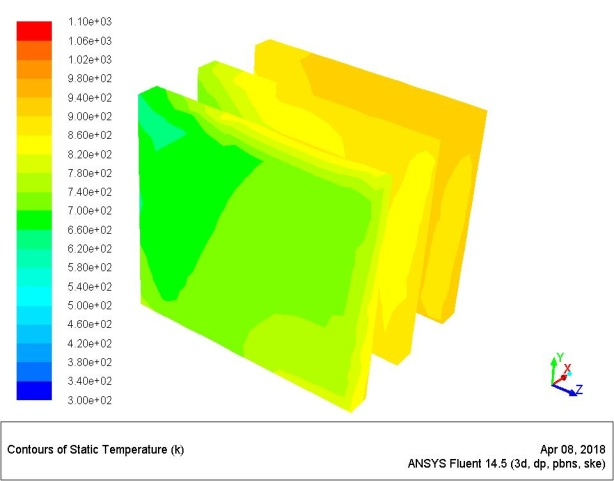 1.10e+03
1.06e+03
1.02e+03
9.80e+02
9.40e+02
9.00e+02
8.60e+02
8.20e+02
7.80e+02
7.40e+02
7.00e+02
6.60e+02
6.20e+02
5.80e+02
5.40e+02
5.00e+02
4.60e+02
4.20e+02
3.80e+02
3.40e+02
3.00e+02
Y
X
Z
Contours of Static Temperature (k)
Apr 08, 2018
ANSYS Fluent 14.5 (3d, dp, pbns, ske)